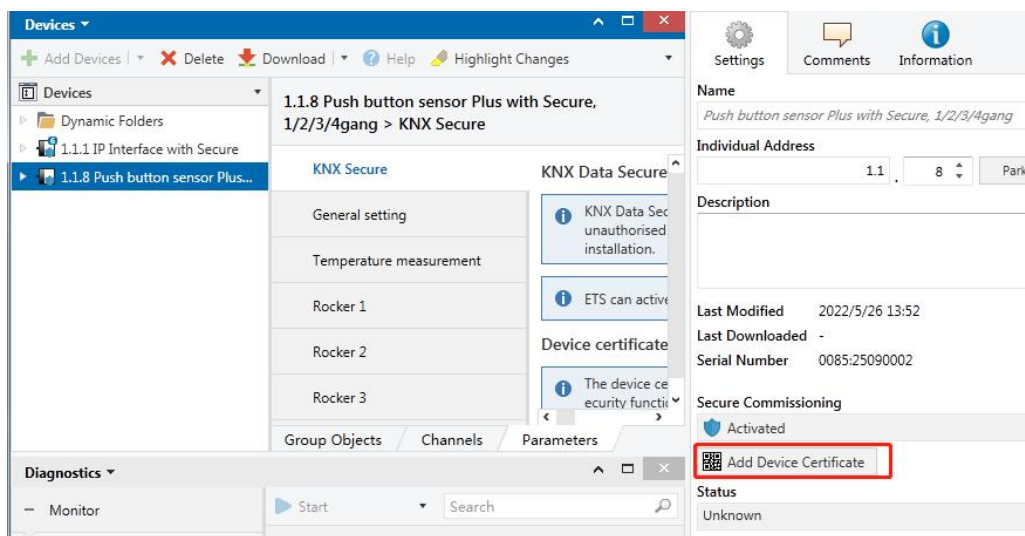 Devices
Add Devices
Delete
Download
Help
Highlight Changes
Devices
Dynamic Folders
1.1.1 IP Interface with Secure
1.1.8 Push button sensor Plus...
1.1.8 Push button sensor Plus with Secure,
1/2/3/4gang > KNX Secure
KNX Secure
General setting
Temperature measurement
Rocker 1
Rocker 2
Rocker 3
KNX Data Secure
KNX Data Sec
unauthorised
installation.
ETS can active
Device certificate
The device ce
ecurity functio
Group Objects
Channels
Parameters
Diagnostics
Monitor
Start
Search
Settings
Comments
Information
Name
Push button sensor Plus with Secure, 1/2/3/4gang
Individual Address
1.1 . 8
Park
Description
Last Modified 2022/5/26 13:52
Last Downloaded -
Serial Number 0085:25090002
Secure Commissioning
Activated
Add Device Certificate
Status
Unknown